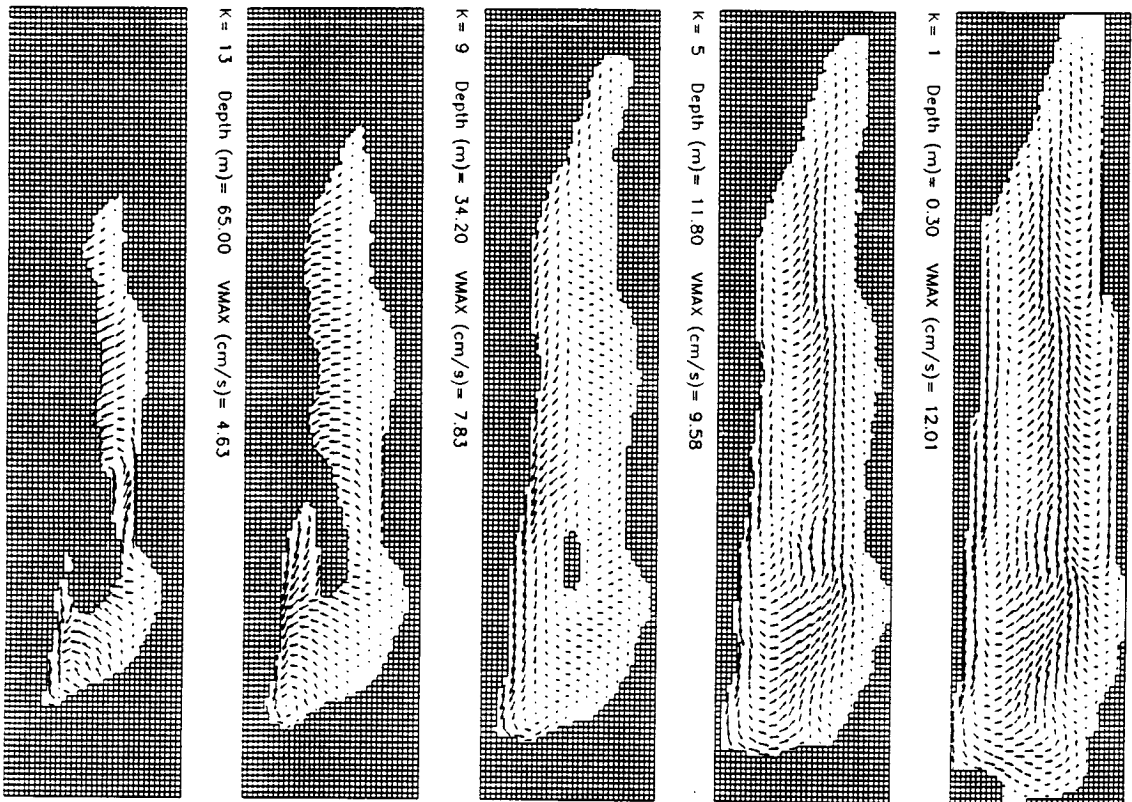 K = 1 Depth (m)= 0.30 VMAX (cm/s)= 12.01
K = 5 Depth (m)= 11.80 VMAX (cm/s)= 9.58
K = 9 Depth (m)= 34.20 VMAX (cm/s)= 7.83
K = 13 Depth (m)= 65.00 VMAX (cm/s)= 4.63